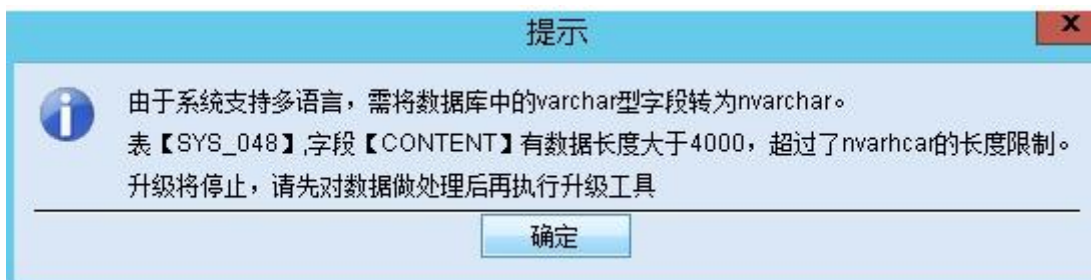 提示
x
由于系统支持多语言，需将数据库中的varchar型字段转为nvarchar。
表【SYS_048】,字段【CONTENT】有数据长度大于4000，超过了nvarhcar的长度限制。
升级将停止，请先对数据做处理后再执行升级工具
确定